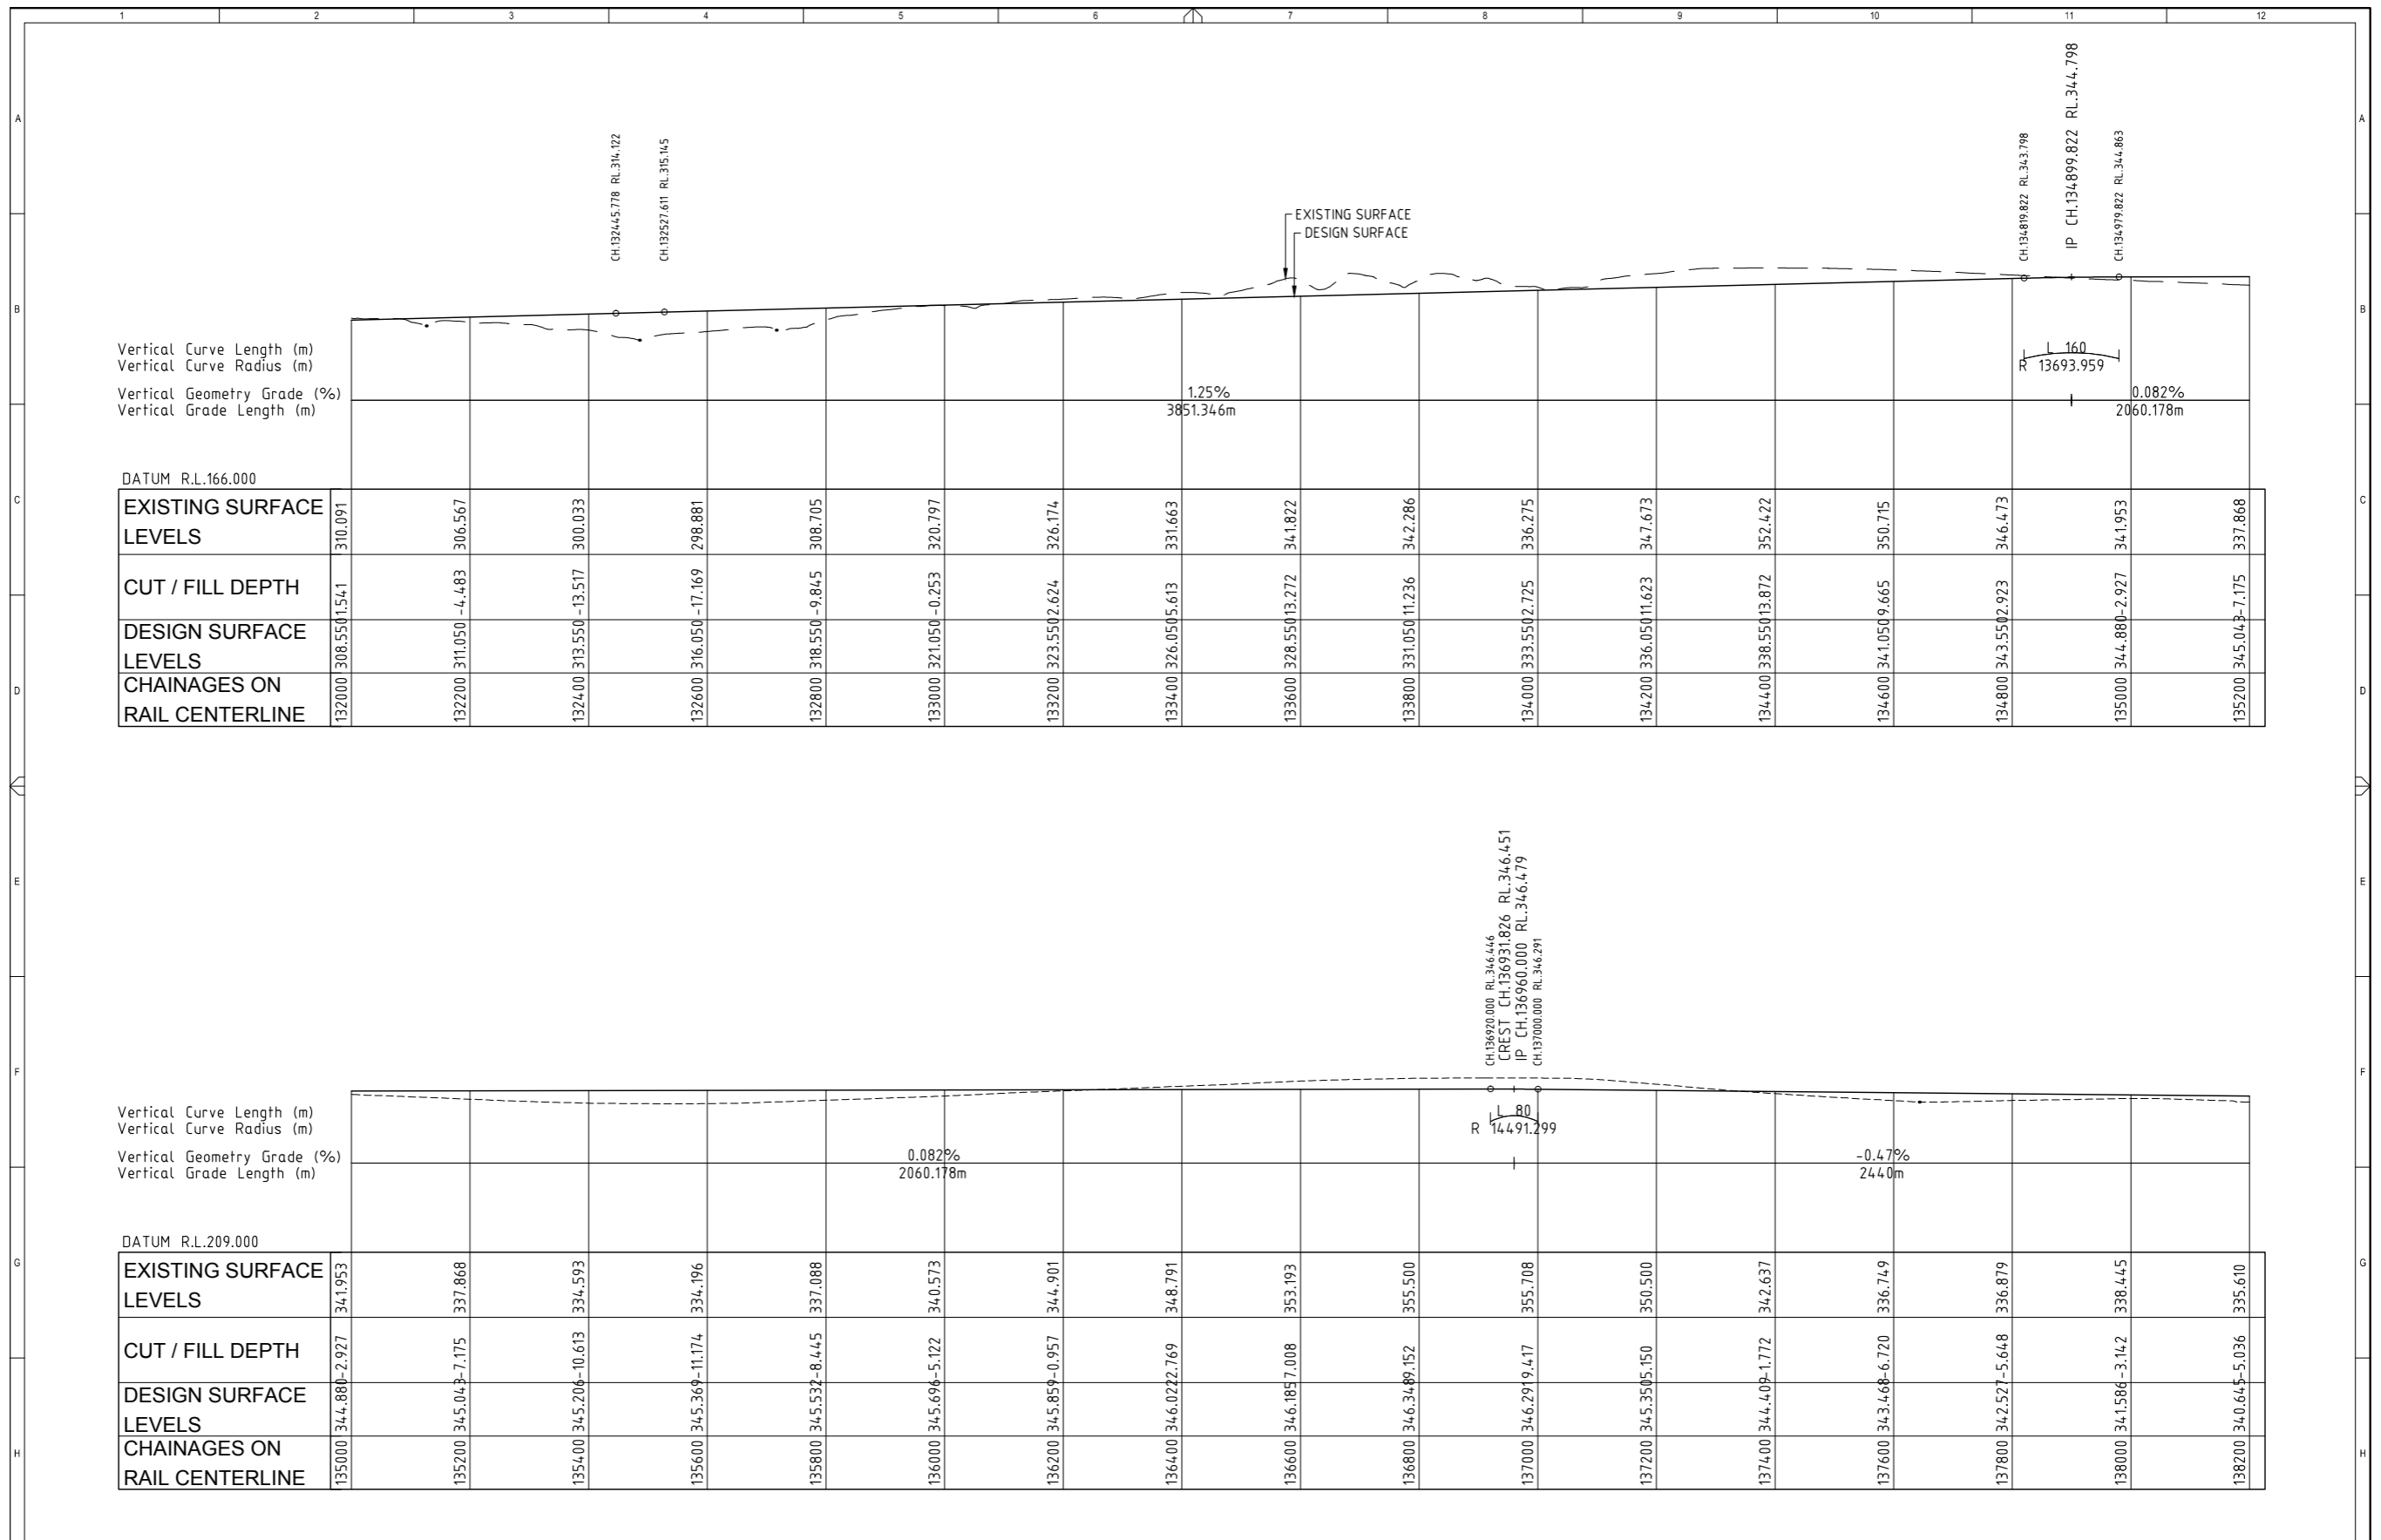 1 2 3 4 5 6 7 8 9 10 11 12
A A
CH.132445.778 RL.314.122
CH.132527.611 RL.315.145
CH.134819.822 RL.343.798
IP CH.134899.822 RL.344.798
CH.134979.822 RL.344.863
EXISTING SURFACE
DESIGN SURFACE
B B
Vertical Curve Length (m) L 160
Vertical Curve Radius (m) R 13693.959
Vertical Geometry Grade (%) 1.25% 0.082%
Vertical Grade Length (m) 3851.346m 2060.178m
DATUM R.L.166.000
C C
EXISTING SURFACE LEVELS 310.091 306.567 300.033 298.881 308.705 320.797 326.174 331.663 341.822 342.286 336.275 347.673 352.422 350.715 346.473 341.953 337.868
CUT / FILL DEPTH 1.541 -4.483 -13.517 -17.169 -9.845 -0.253 2.624 5.613 13.272 11.236 2.725 11.623 13.872 9.665 2.923 -2.927 -7.175
DESIGN SURFACE LEVELS 308.550 311.050 313.550 316.050 318.550 321.050 323.550 326.050 328.550 331.050 333.550 336.050 338.550 341.050 343.550 344.880 345.043
D D
CHAINAGES ON RAIL CENTERLINE 132000 132200 132400 132600 132800 133000 133200 133400 133600 133800 134000 134200 134400 134600 134800 135000 135200
E E
CH.136920.000 RL.346.446
CREST CH.136931.826 RL.346.451
IP CH.136960.000 RL.346.479
CH.137000.000 RL.346.291
F F
Vertical Curve Length (m) L 80
Vertical Curve Radius (m) R 14491.299
Vertical Geometry Grade (%) 0.082% -0.47%
Vertical Grade Length (m) 2060.178m 2440m
DATUM R.L.209.000
G G
EXISTING SURFACE LEVELS 341.953 337.868 334.593 334.196 337.088 340.573 344.901 348.791 353.193 355.500 355.708 350.500 342.637 336.749 336.879 338.445 335.610
CUT / FILL DEPTH -2.927 -7.175 -10.613 -11.174 -8.445 -5.122 -0.957 2.769 7.008 9.152 9.417 5.150 -1.772 -6.720 -5.648 -3.142 -5.036
DESIGN SURFACE LEVELS 344.880 345.043 345.206 345.369 345.532 345.696 345.859 346.022 346.185 346.348 346.291 345.350 344.409 343.468 342.527 341.586 340.645
H H
CHAINAGES ON RAIL CENTERLINE 135000 135200 135400 135600 135800 136000 136200 136400 136600 136800 137000 137200 137400 137600 137800 138000 138200